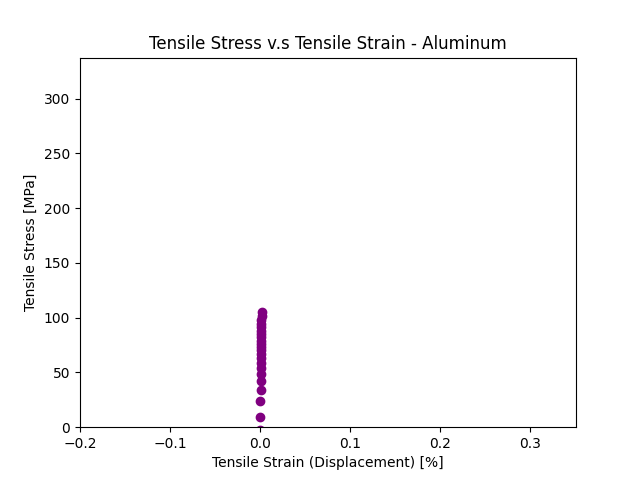 Tensile Stress v.s Tensile Strain - Aluminum
300
250
200
150
100
50
0
Tensile Stress [MPa]
−0.2 −0.1 0.0 0.1 0.2 0.3
Tensile Strain (Displacement) [%]